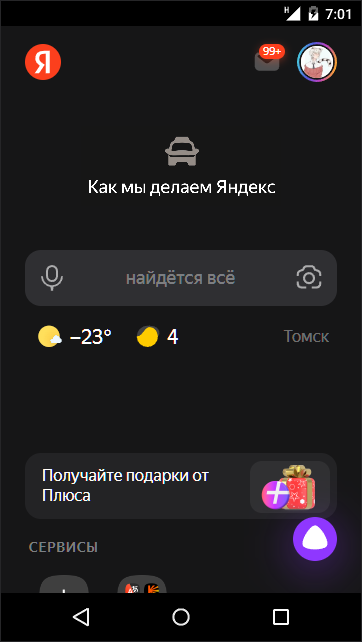 H 7:01
Я 99+
Как мы делаем Яндекс
найдётся всё
−23° 4 Томск
Получайте подарки от
Плюса
СЕРВИСЫ